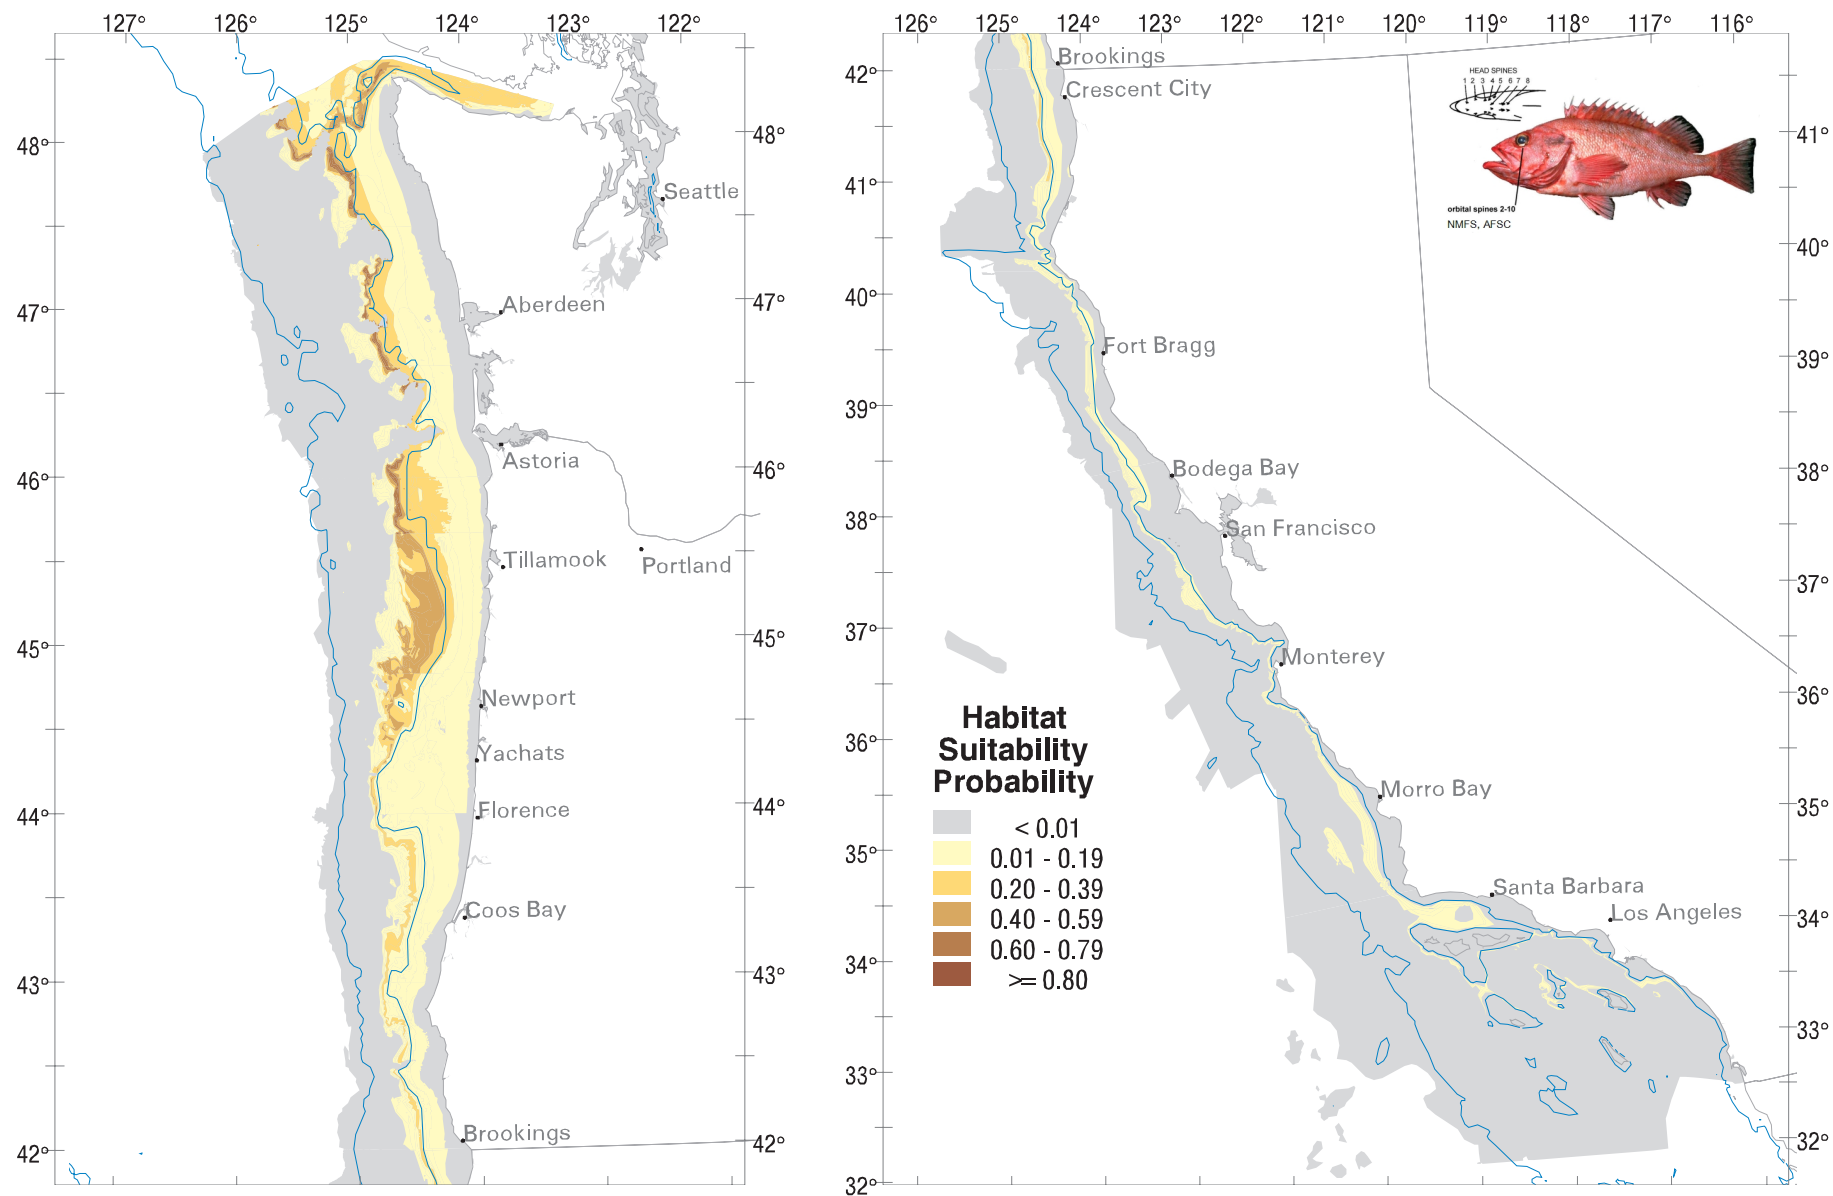 127° 126° 125° 124° 123° 122°
48°
47°
46°
45°
44°
43°
42°
48°
47°
46°
45°
44°
43°
42°
Seattle
Aberdeen
Astoria
Tillamook
Portland
Newport
Yachats
Florence
Coos Bay
Brookings
126° 125° 124° 123° 122° 121° 120° 119° 118° 117° 116°
42°
41°
40°
39°
38°
37°
36°
35°
34°
33°
32°
41°
40°
39°
38°
37°
36°
35°
34°
33°
32°
Brookings
Crescent City
Fort Bragg
Bodega Bay
San Francisco
Monterey
Morro Bay
Santa Barbara
Los Angeles
HEAD SPINES
1 2 3 4 5 6 7 8
orbital spines 2-10
NMFS, AFSC
Habitat
Suitability
Probability
< 0.01
0.01 - 0.19
0.20 - 0.39
0.40 - 0.59
0.60 - 0.79
>= 0.80